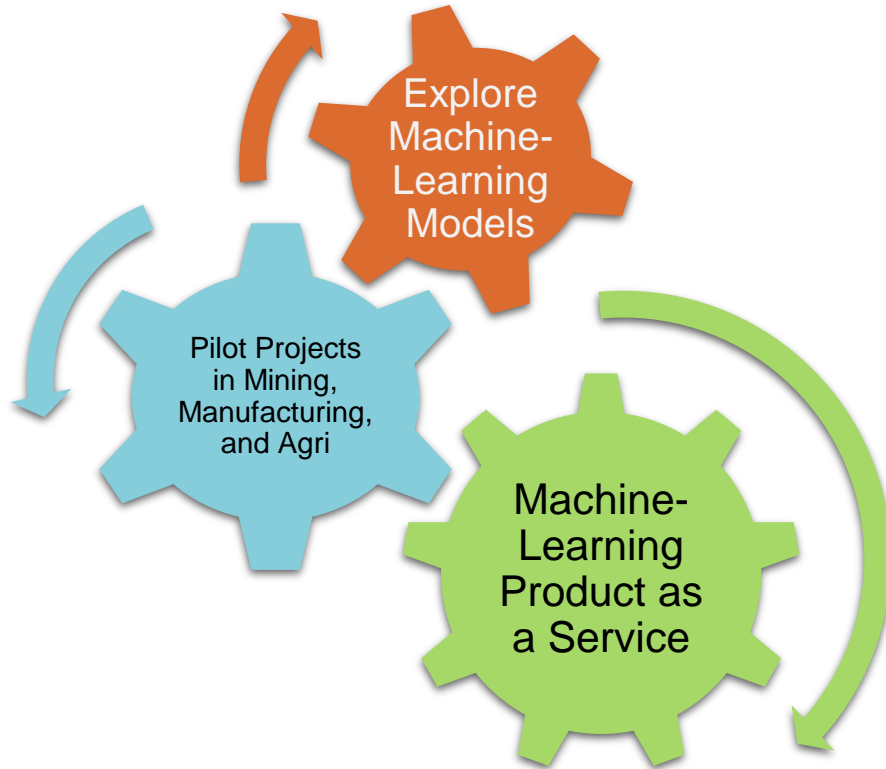 Explore
Machine-
Learning
Models
Pilot Projects
in Mining,
Manufacturing,
and Agri
Machine-
Learning
Product as
a Service